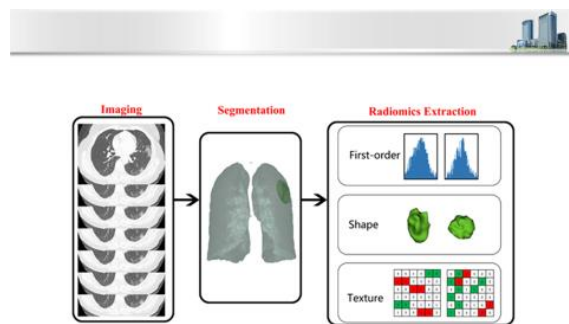 Imaging
Segmentation
Radiomics Extraction
First-order
Shape
Texture